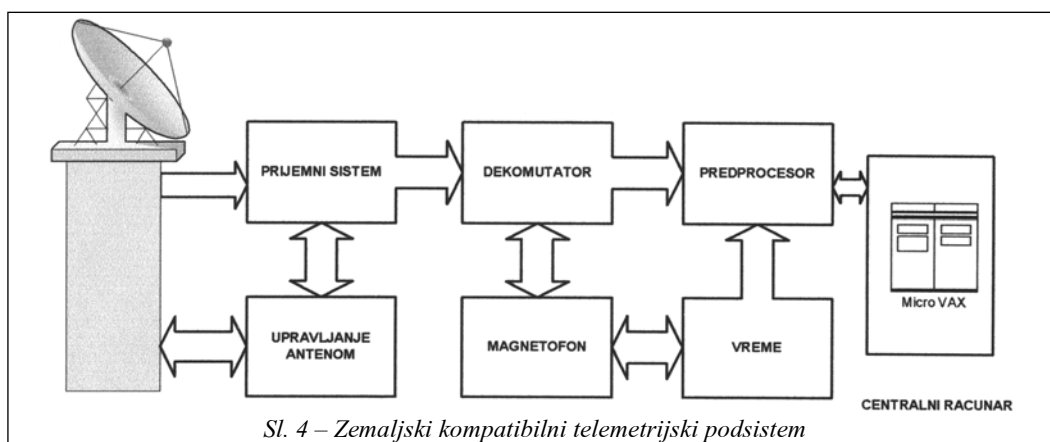 PRIJEMNI SISTEM
DEKOMUTATOR
PREDPROCESOR
Micro VAX
UPRAVLJANJE
ANTENOM
MAGNETOFON
VREME
CENTRALNI RACUNAR
Sl. 4 – Zemaljski kompatibilni telemetrijski podsistem